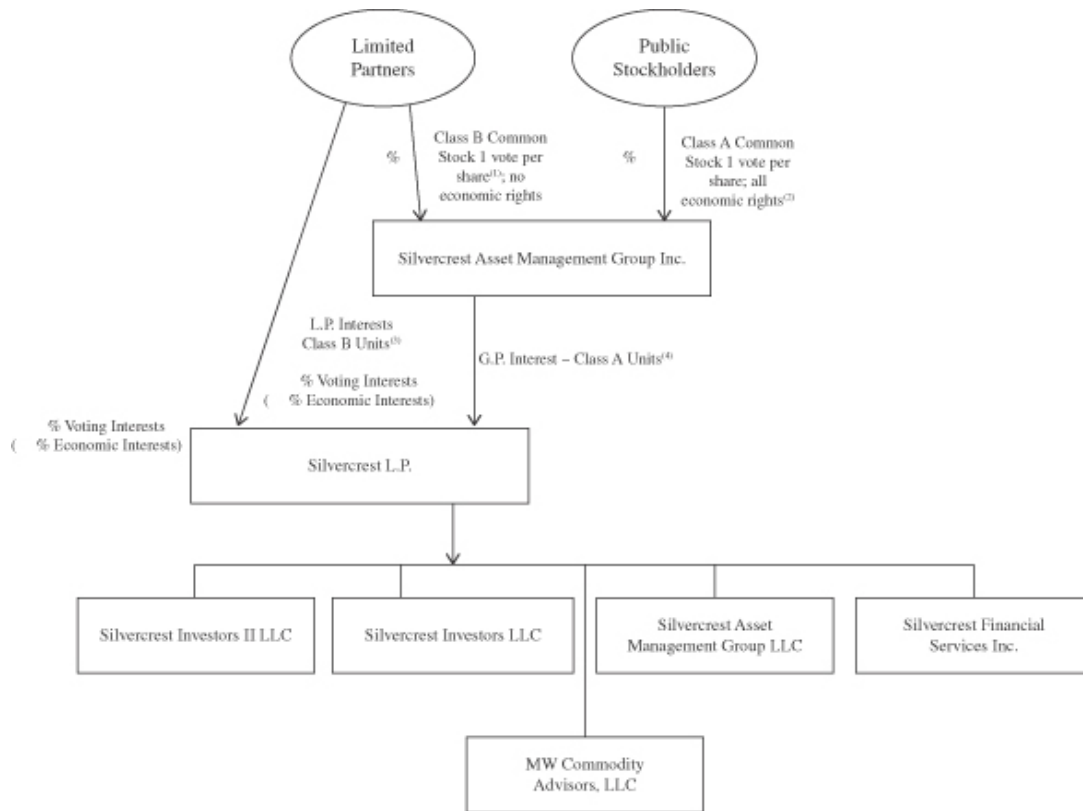 Limited
Partners
Public
Stockholders
%
Class B Common
Stock 1 vote per
share(1); no
economic rights
%
Class A Common
Stock 1 vote per
share; all
economic rights(2)
Silvercrest Asset Management Group Inc.
L.P. Interests
Class B Units(3)
G.P. Interest – Class A Units(4)
% Voting Interests
( % Economic Interests)
% Voting Interests
( % Economic Interests)
Silvercrest L.P.
Silvercrest Investors II LLC
Silvercrest Investors LLC
Silvercrest Asset
Management Group LLC
Silvercrest Financial
Services Inc.
MW Commodity
Advisors, LLC